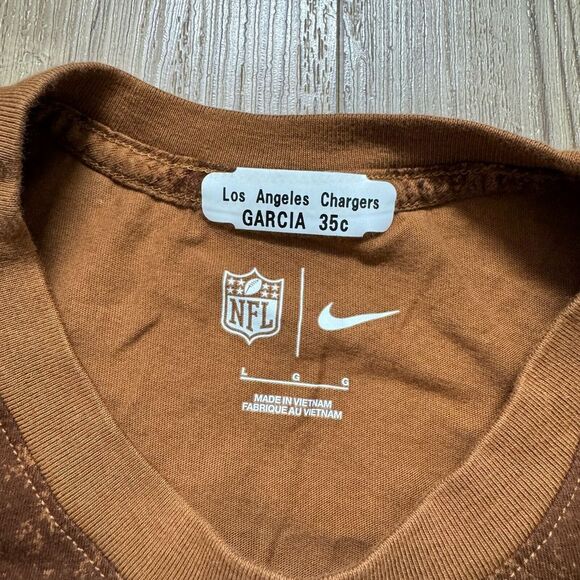 Los Angeles Chargers
GARCIA 35c
NFL
L G G
MADE IN VIETNAM
FABRIQUE AU VIETNAM